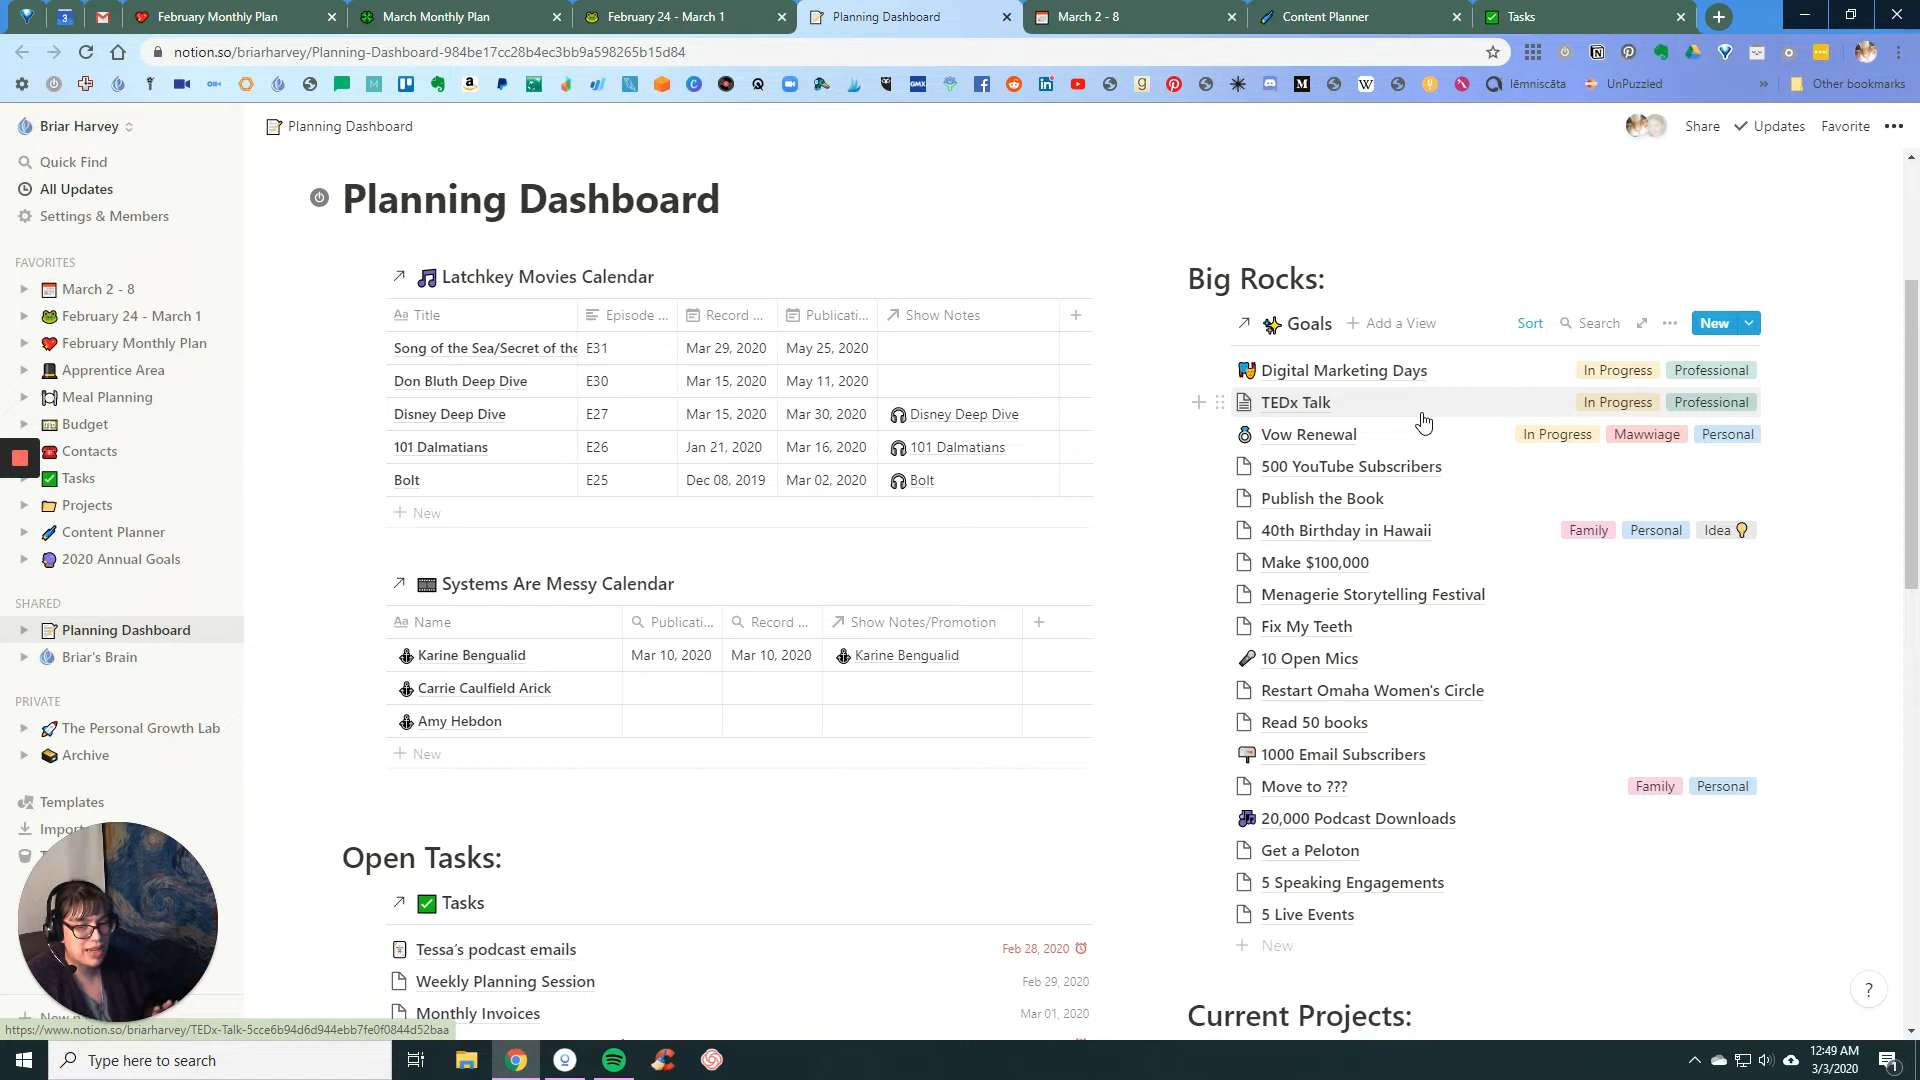 February Monthly Plan
March Monthly Plan
February 24 - March 1
Planning Dashboard
March 2 - 8
Content Planner
Tasks
notion.so/briarharvey/Planning-Dashboard-984be17cc28b4ec3bb9a598265b15d84
lēmniscāta
UnPuzzled
»
Other bookmarks
Briar Harvey
Planning Dashboard
Share
Updates
Favorite
Quick Find
All Updates
Settings & Members
FAVORITES
March 2 - 8
February 24 - March 1
February Monthly Plan
Apprentice Area
Meal Planning
Budget
Contacts
Tasks
Projects
Content Planner
2020 Annual Goals
SHARED
Planning Dashboard
Briar's Brain
PRIVATE
The Personal Growth Lab
Archive
Templates
Planning Dashboard
Latchkey Movies Calendar
Aa Title
Episode ...
Record ...
Publicati...
Show Notes
Song of the Sea/Secret of the
E31
Mar 29, 2020
May 25, 2020
Don Bluth Deep Dive
E30
Mar 15, 2020
May 11, 2020
Disney Deep Dive
E27
Mar 15, 2020
Mar 30, 2020
Disney Deep Dive
101 Dalmatians
E26
Jan 21, 2020
Mar 16, 2020
101 Dalmatians
Bolt
E25
Dec 08, 2019
Mar 02, 2020
Bolt
+ New
Systems Are Messy Calendar
Aa Name
Publicati...
Record ...
Show Notes/Promotion
Karine Bengualid
Mar 10, 2020
Mar 10, 2020
Karine Bengualid
Carrie Caulfield Arick
Amy Hebdon
+ New
Open Tasks:
Tasks
Tessa's podcast emails
Feb 28, 2020
Weekly Planning Session
Feb 29, 2020
Monthly Invoices
Mar 01, 2020
Big Rocks:
Goals
+ Add a View
Sort
Search
New
Digital Marketing Days
In Progress
Professional
TEDx Talk
In Progress
Professional
Vow Renewal
In Progress
Mawwiage
Personal
500 YouTube Subscribers
Publish the Book
40th Birthday in Hawaii
Family
Personal
Idea
Make $100,000
Menagerie Storytelling Festival
Fix My Teeth
10 Open Mics
Restart Omaha Women's Circle
Read 50 books
1000 Email Subscribers
Move to ???
Family
Personal
20,000 Podcast Downloads
Get a Peloton
5 Speaking Engagements
5 Live Events
+ New
Current Projects:
?
https://www.notion.so/briarharvey/TEDx-Talk-5cce6b94d6d944ebb7fe0f0844d52baa
Type here to search
12:49 AM
3/3/2020